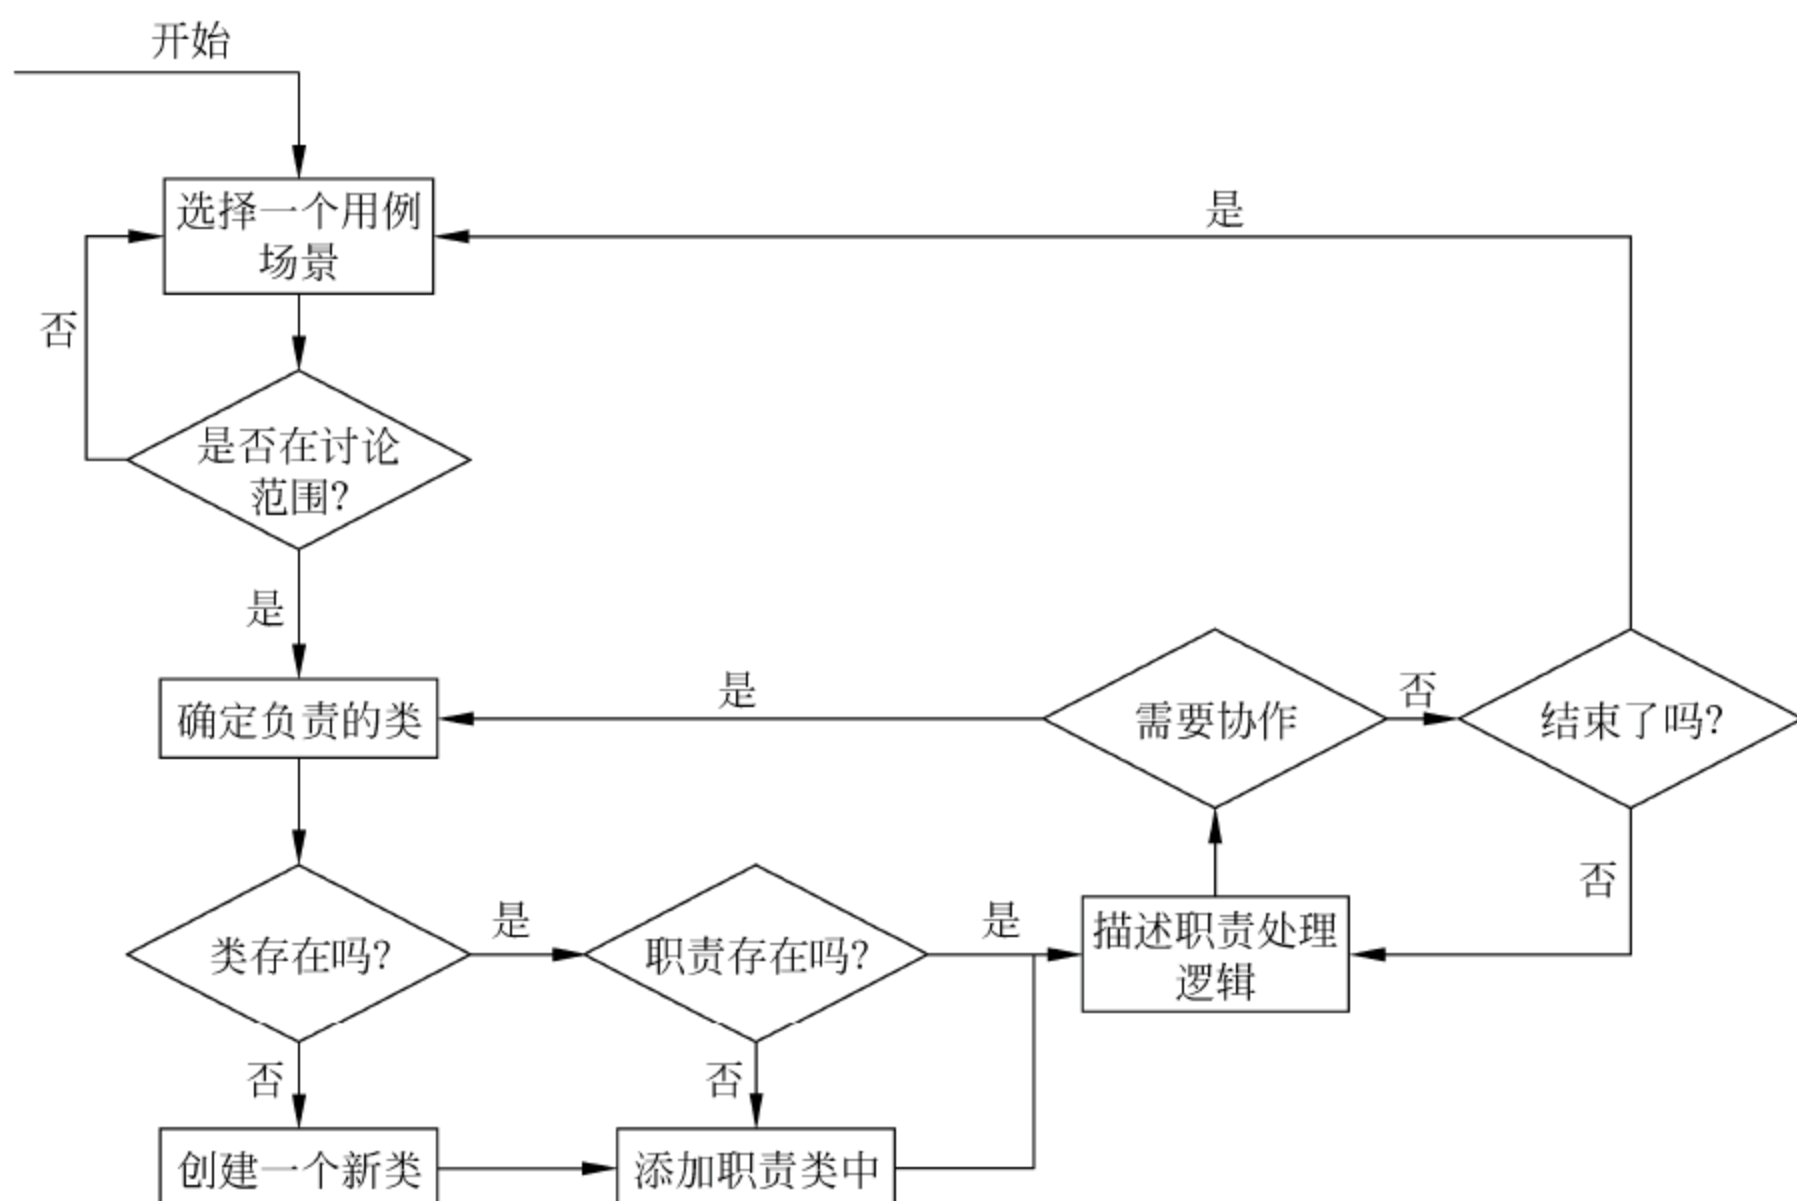 开始
选择一个用例
场景
是
否
是否在讨论
范围?
是
确定负责的类
是
需要协作
否
结束了吗?
否
类存在吗?
是
职责存在吗?
是
描述职责处理
逻辑
否
否
创建一个新类
添加职责类中